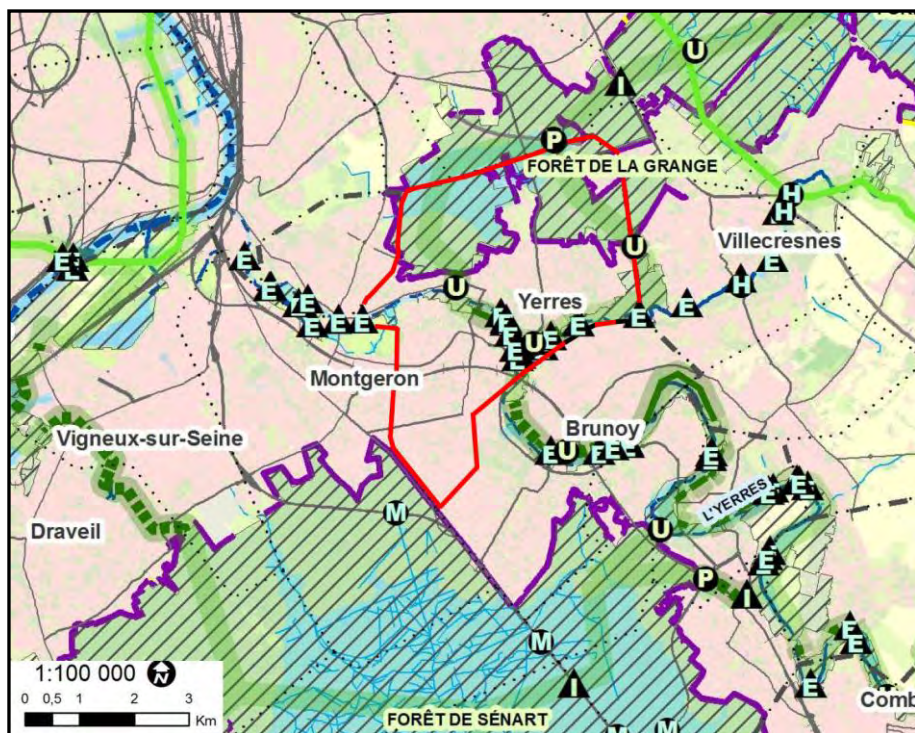 U
I
P
FORÊT DE LA GRANGE
H
H
U
Villecresnes
E
E
E
E
H
U
E
Yerres
E
E
E
E
E
E
E
E
E
U
E
E
E
Montgeron
Brunoy
E
U
E
E
E
Vigneux-sur-Seine
L'YERRES
E
E
M
Draveil
U
E
P
I
M
E
E
1:100 000
N
I
E
0 0,5 1 2 3
Km
Comb
FORÊT DE SÉNART
M